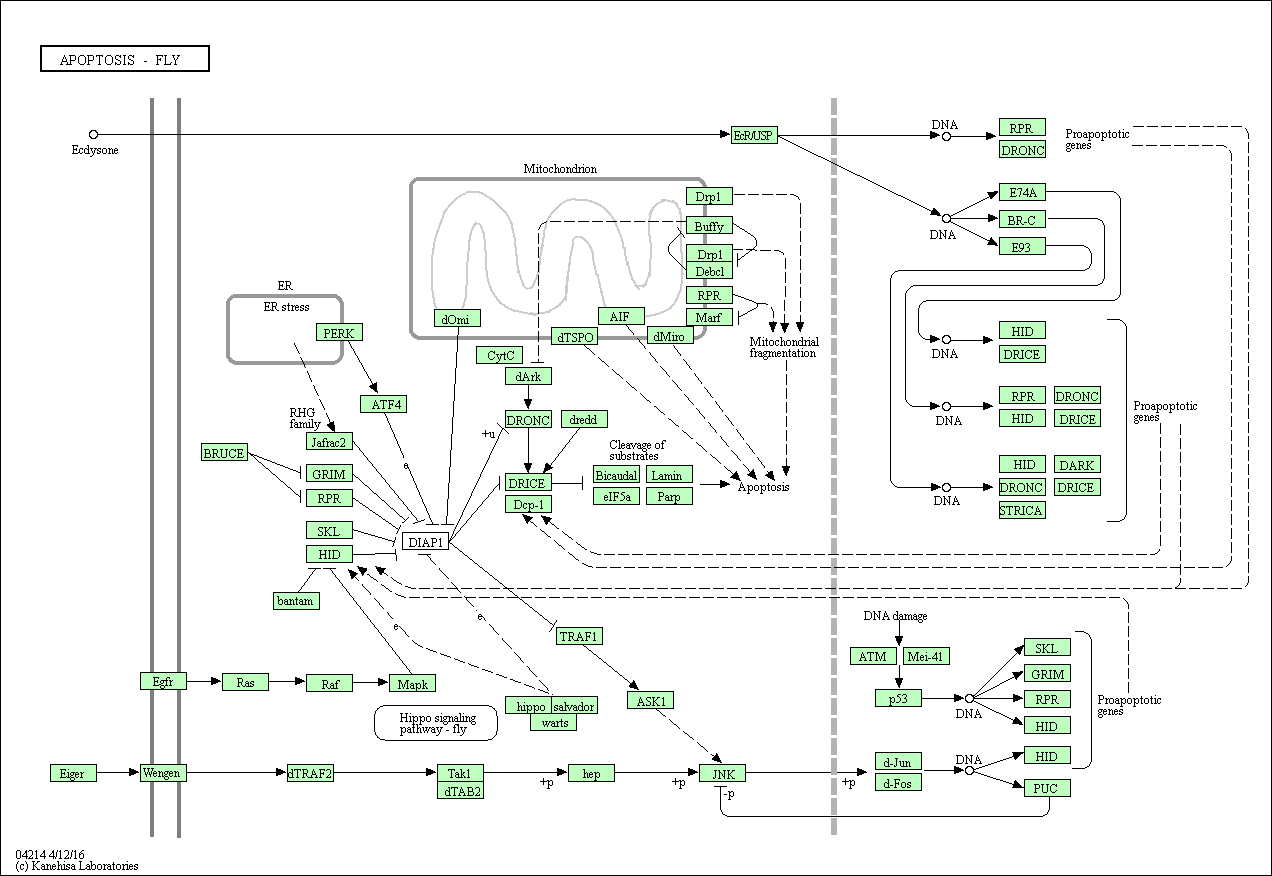 APOPTOSIS - FLY
Ecdysone
EcR/USP
DNA
RPR
DRONC
Proapoptotic
genes
Mitochondrion
Drp1
Buffy
Drp1
Debcl
RPR
Marf
E74A
BR-C
E93
DNA
ER
ER stress
PERK
dOmi
AIF
dTSPO
dMiro
Mitochondrial
fragmentation
CytC
dArk
ATF4
HID
DRICE
DNA
RPR
DRONC
HID
DRICE
DNA
Proapoptotic
genes
HID
DARK
DRONC
DRICE
STRICA
DNA
RHG
family
Jafrac2
BRUCE
GRIM
RPR
SKL
HID
bantam
e
+u
DRONC
dredd
DRICE
Dcp-1
Cleavage of
substrates
Bicaudal
Lamin
eIF5a
Parp
Apoptosis
DIAP1
e
e
TRAF1
ASK1
DNA damage
ATM
Mei-41
p53
DNA
SKL
GRIM
RPR
HID
Proapoptotic
genes
Egfr
Ras
Raf
Mapk
Hippo signaling
pathway - fly
hippo
salvador
warts
Eiger
Wengen
dTRAF2
Tak1
dTAB2
+p
hep
+p
JNK
-p
+p
d-Jun
d-Fos
DNA
HID
PUC
04214 4/12/16
(c) Kanehisa Laboratories